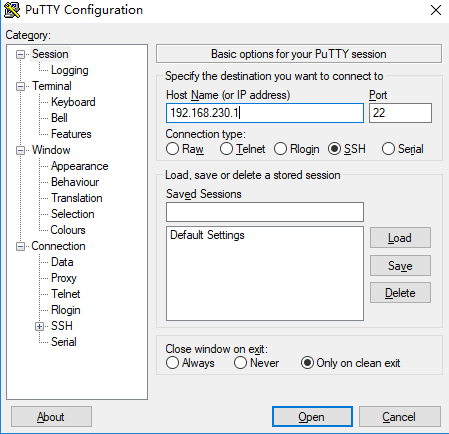 PuTTY Configuration
Category:
Session
Logging
Terminal
Keyboard
Bell
Features
Window
Appearance
Behaviour
Translation
Selection
Colours
Connection
Data
Proxy
Telnet
Rlogin
SSH
Serial
Basic options for your PuTTY session
Specify the destination you want to connect to
Host Name (or IP address) Port
192.168.230.1 22
Connection type:
Raw Telnet Rlogin SSH Serial
Load, save or delete a stored session
Saved Sessions
Default Settings
Load
Save
Delete
Close window on exit:
Always Never Only on clean exit
About Open Cancel